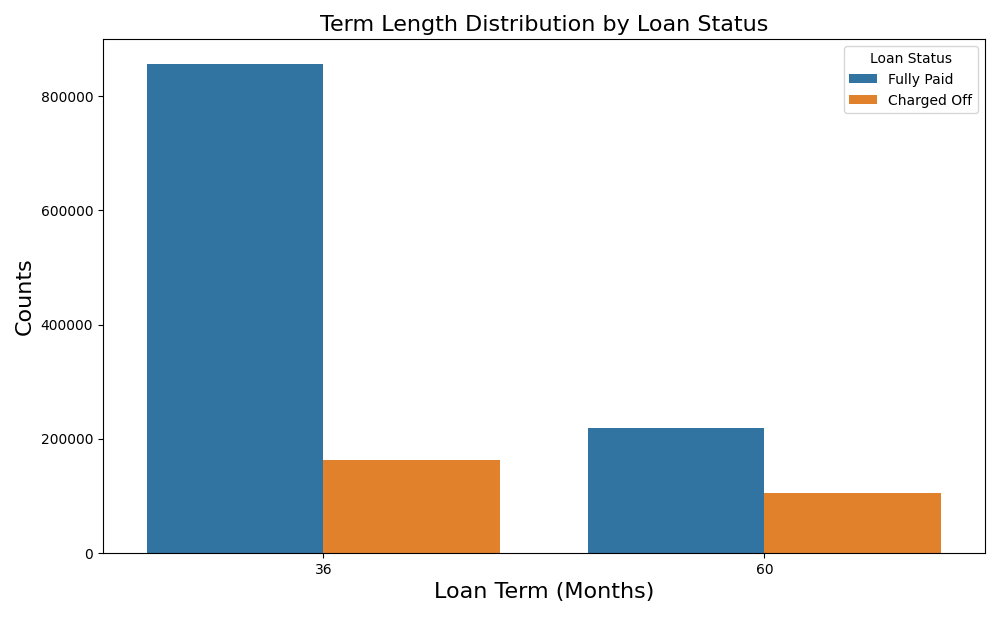 Term Length Distribution by Loan Status
Loan Status
Fully Paid
Charged Off
Counts
800000
600000
400000
200000
0
36
60
Loan Term (Months)